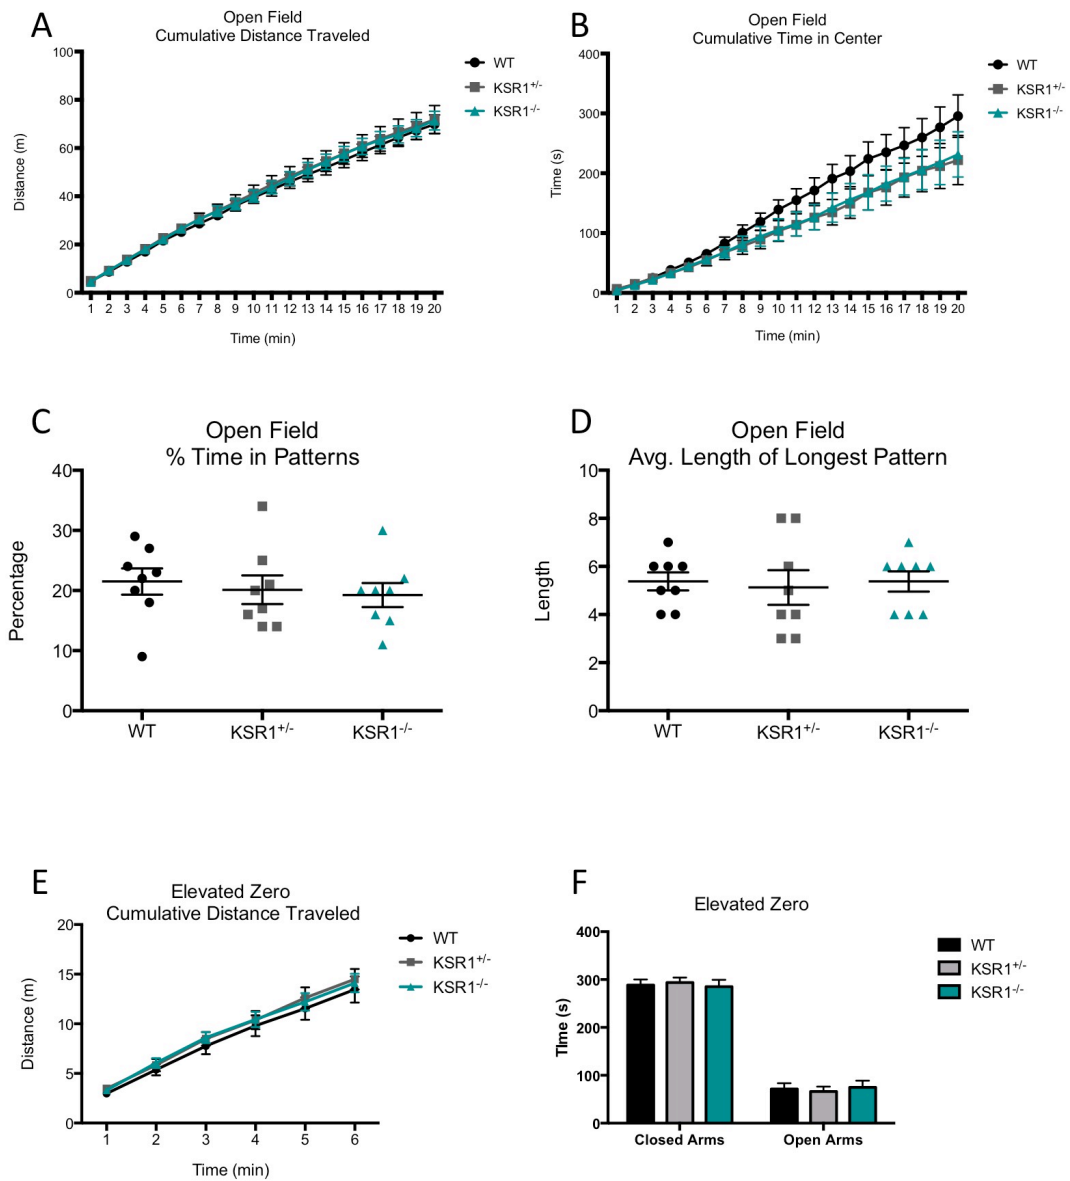 A
Open Field
Cumulative Distance Traveled
100
80
60
40
20
0
Distance (m)
1 2 3 4 5 6 7 8 9 10 11 12 13 14 15 16 17 18 19 20
Time (min)
WT
KSR1+/-
KSR1-/-
B
Open Field
Cumulative Time in Center
400
300
200
100
0
Time (s)
1 2 3 4 5 6 7 8 9 10 11 12 13 14 15 16 17 18 19 20
Time (min)
WT
KSR1+/-
KSR1-/-
C
Open Field
% Time in Patterns
40
30
20
10
0
Percentage
WT KSR1+/- KSR1-/-
D
Open Field
Avg. Length of Longest Pattern
10
8
6
4
2
0
Length
WT KSR1+/- KSR1-/-
E
Elevated Zero
Cumulative Distance Traveled
20
15
10
5
0
Distance (m)
1 2 3 4 5 6
Time (min)
WT
KSR1+/-
KSR1-/-
F
Elevated Zero
400
300
200
100
0
Time (s)
Closed Arms Open Arms
WT
KSR1+/-
KSR1-/-